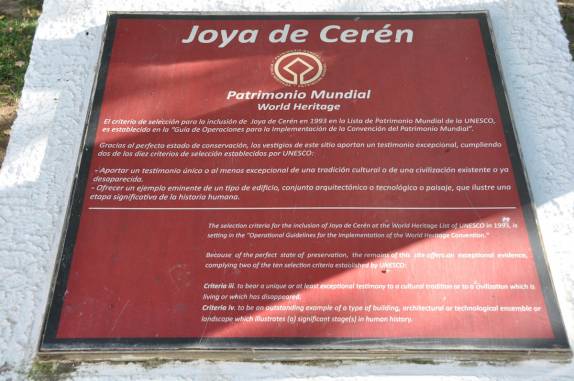 Joya de Cerén
Patrimonio Mundial
World Heritage
El criterio de selección para la inclusión de Joya de Cerén en 1993 en la Lista de Patrimonio Mundial de la UNESCO,
es establecido en la "Guía de Operaciones para la Implementación de la Convención del Patrimonio Mundial".
Gracias al perfecto estado de conservación, los vestigios de este sitio aportan un testimonio excepcional, cumpliendo
dos de los diez criterios de selección establecidos por UNESCO:
- Aportar un testimonio único o al menos excepcional de una tradición cultural o de una civilización existente o ya
desaparecida.
- Ofrecer un ejemplo eminente de un tipo de edificio, conjunto arquitectónico o tecnológico o paisaje, que ilustre una
etapa significativa de la historia humana.
The selection criteria for the inclusion of Joya de Cerén at the World Heritage List of UNESCO in 1993, is
setting in the "Operational Guidelines for the Implementation of the World Heritage Convention."
Because of the perfect state of preservation, the remains of this site offers an exceptional evidence,
complying two of the ten selection criteria established by UNESCO:
Criteria iii. to bear a unique or at least exceptional testimony to a cultural tradition or to a civilization which is
living or which has disappeared;
Criteria iv. to be an outstanding example of a type of building, architectural or technological ensemble or
landscape which illustrates (a) significant stage(s) in human history.